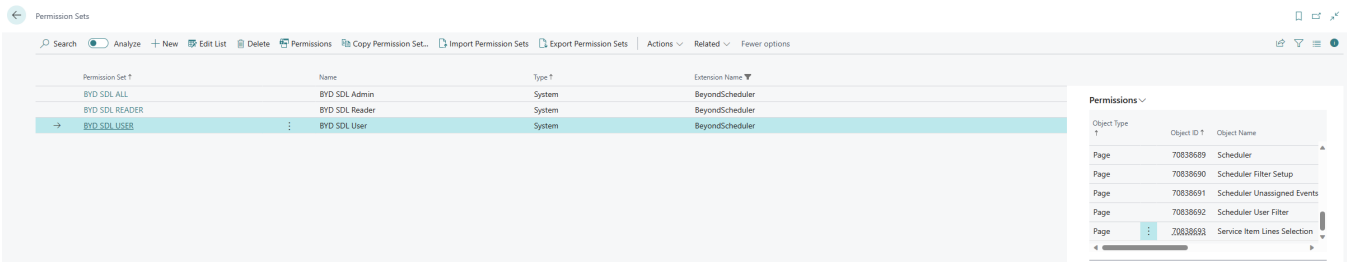 Permission Sets
Search Analyze New Edit List Delete Permissions Copy Permission Set... Import Permission Sets Export Permission Sets Actions Related Fewer options
Permission Set ↑ Name Type ↑ Extension Name
BYD SDL ALL BYD SDL Admin System BeyondScheduler
BYD SDL READER BYD SDL Reader System BeyondScheduler
→ BYD SDL USER BYD SDL User System BeyondScheduler
Permissions
Object Type ↑ Object ID ↑ Object Name
Page 70838689 Scheduler
Page 70838690 Scheduler Filter Setup
Page 70838691 Scheduler Unassigned Events
Page 70838692 Scheduler User Filter
Page 70838693 Service Item Lines Selection